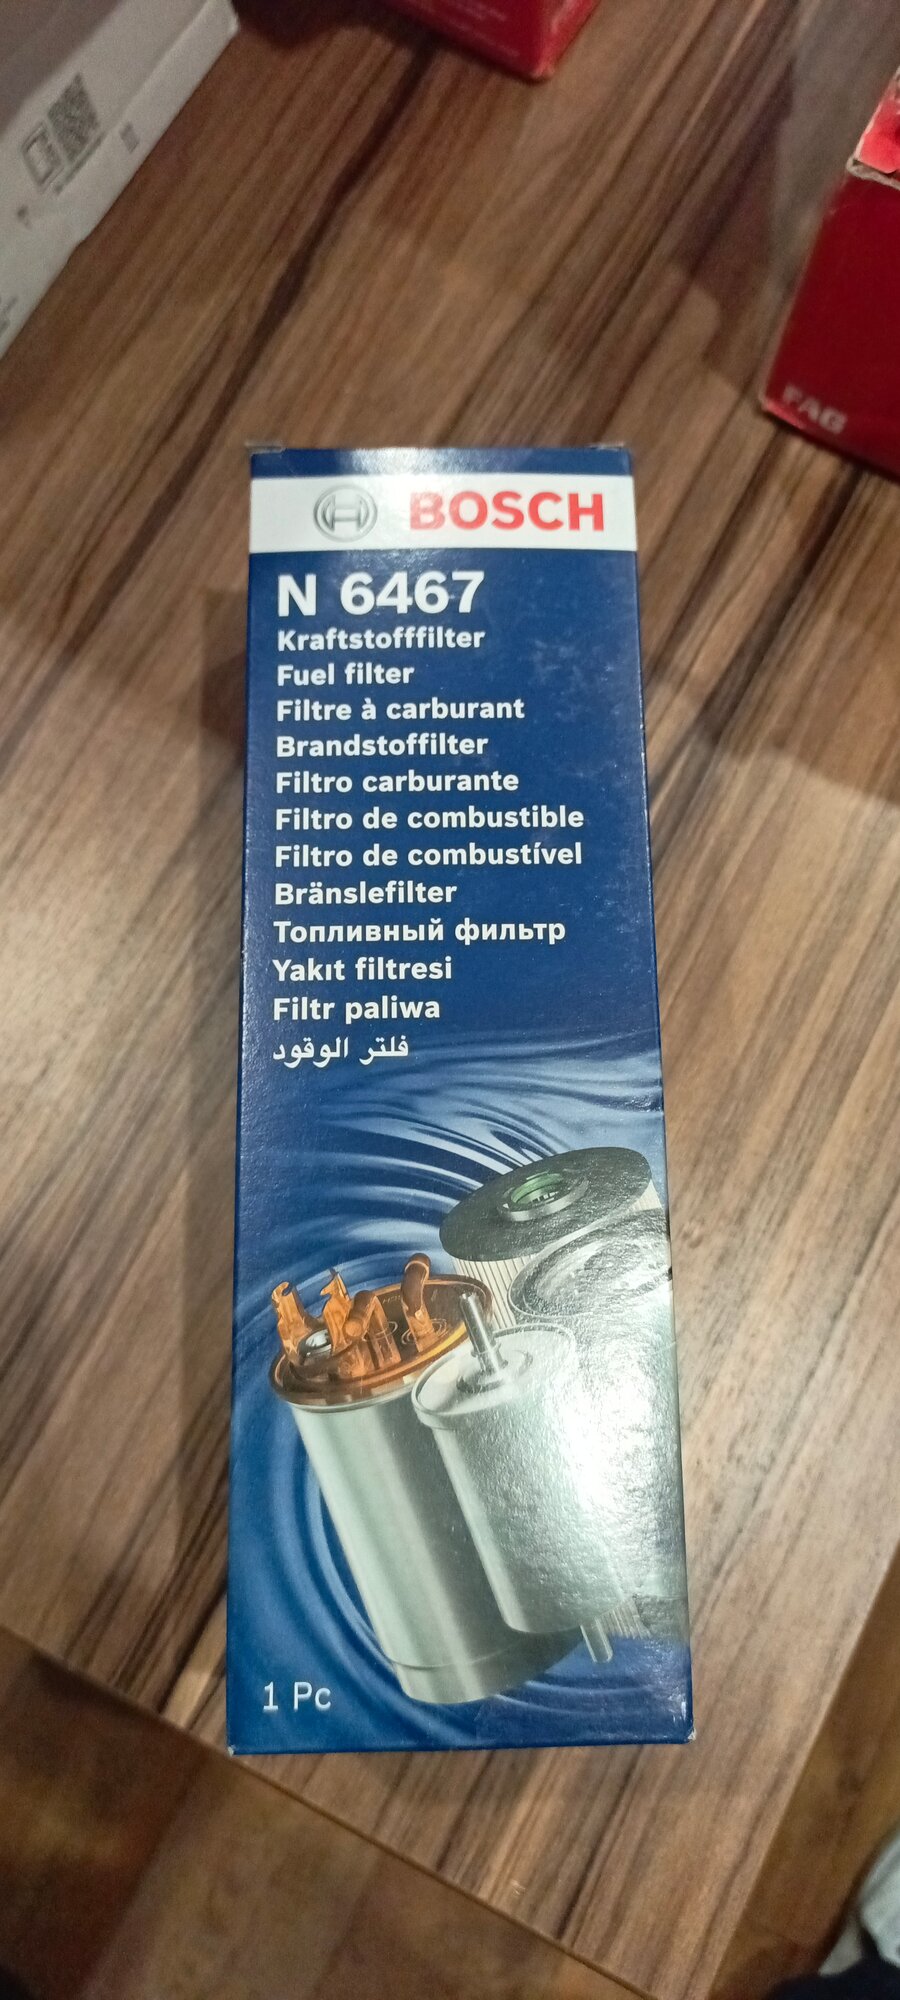 FAG
BOSCH
N 6467
Kraftstofffilter
Fuel filter
Filtre à carburant
Brandstoffilter
Filtro carburante
Filtro de combustible
Filtro de combustível
Bränslefilter
Топливный фильтр
Yakıt filtresi
Filtr paliwa
فلتر الوقود
1 Pc